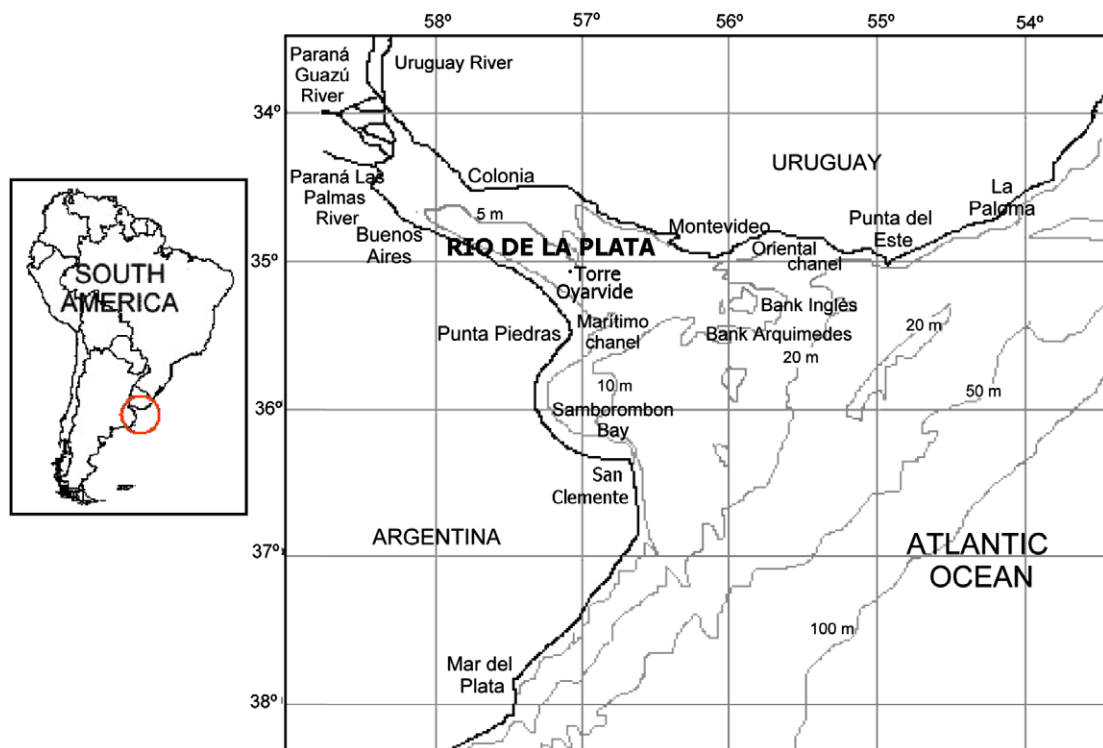 58º
57º
56º
55º
54º
Paraná
Guazú
River
Uruguay River
34º
URUGUAY
Colonia
La
Paloma
Paraná Las
Palmas
River
5 m
Montevideo
Punta del
Este
Buenos
Aires
RIO DE LA PLATA
Oriental
chanel
35º
Torre
Oyarvide
SOUTH
AMERICA
Bank Inglès
Punta Piedras
Marítimo
chanel
Bank Arquimedes
20 m
20 m
10 m
50 m
36º
Samborombon
Bay
San
Clemente
ARGENTINA
ATLANTIC
OCEAN
37º
100 m
Mar del
Plata
38º